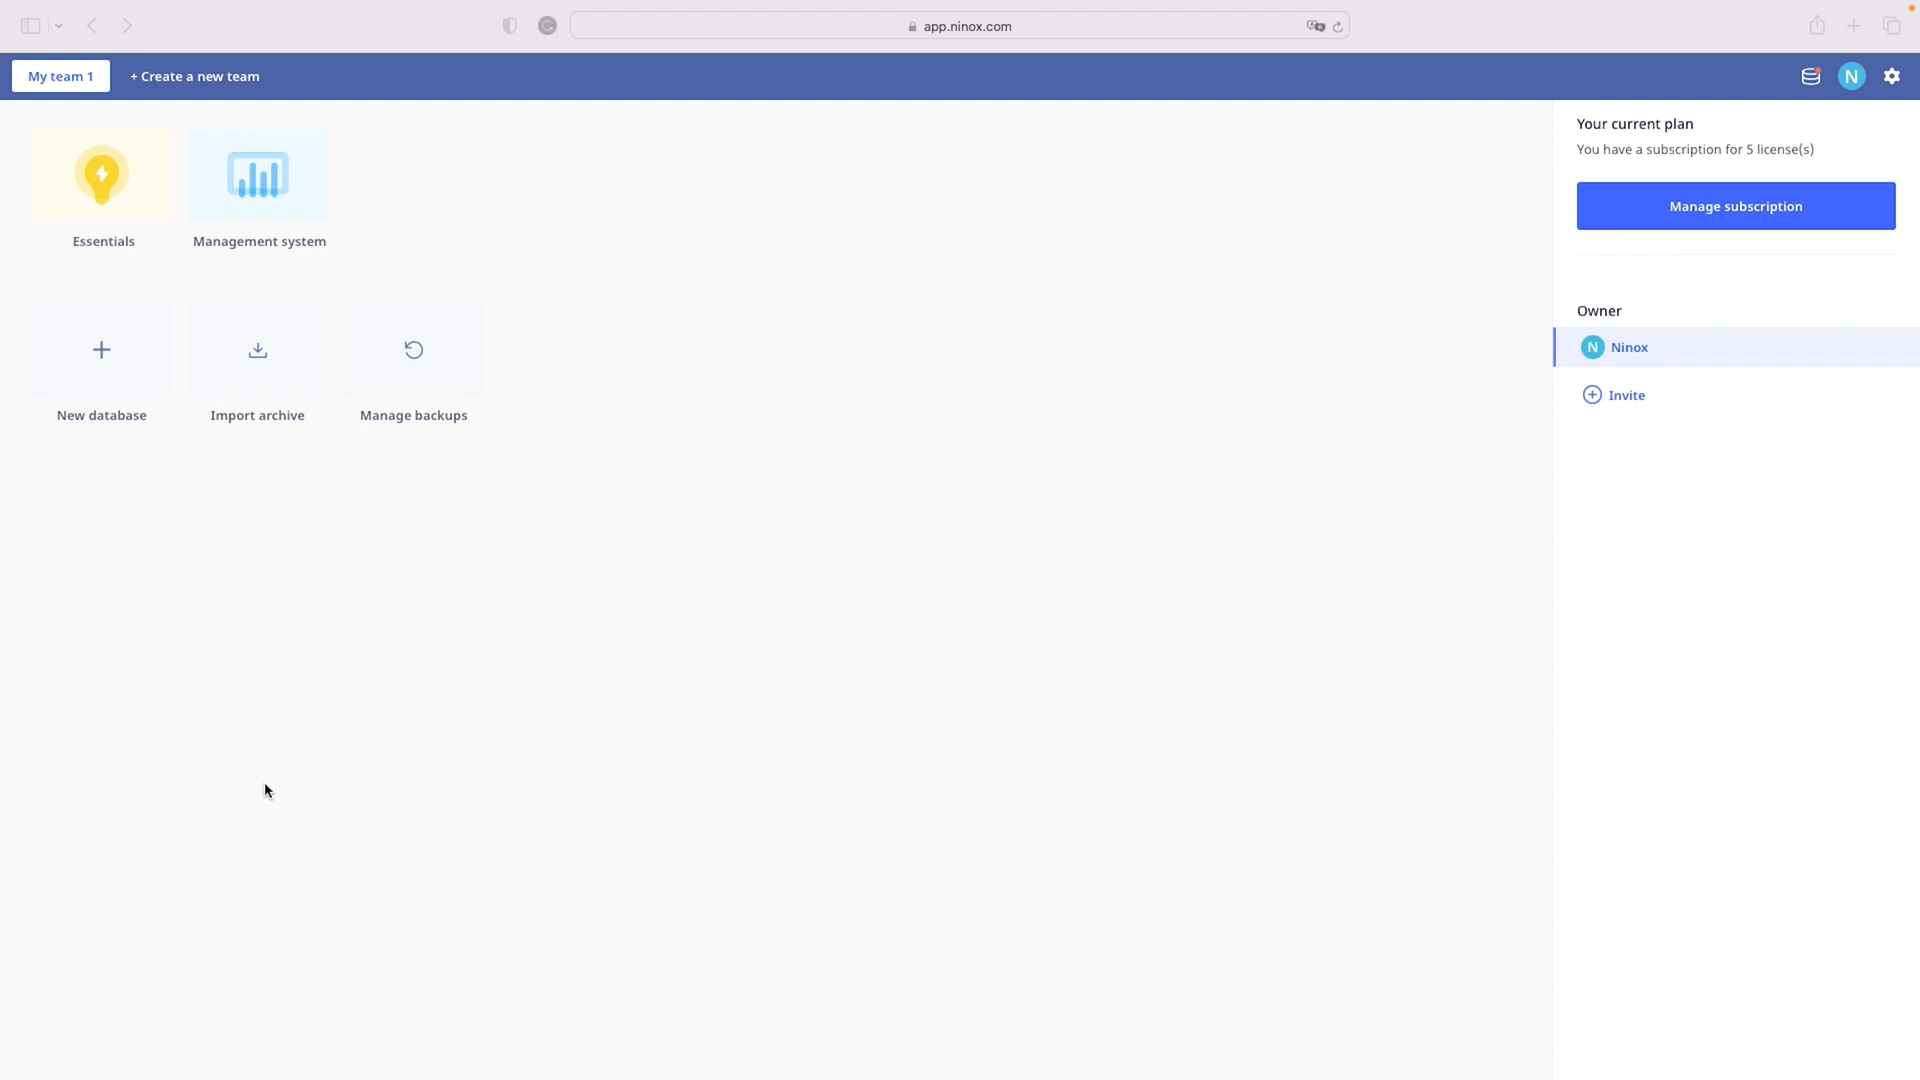 app.ninox.com
My team 1
+ Create a new team
N
Essentials
Management system
New database
Import archive
Manage backups
Your current plan
You have a subscription for 5 license(s)
Manage subscription
Owner
N Ninox
Invite